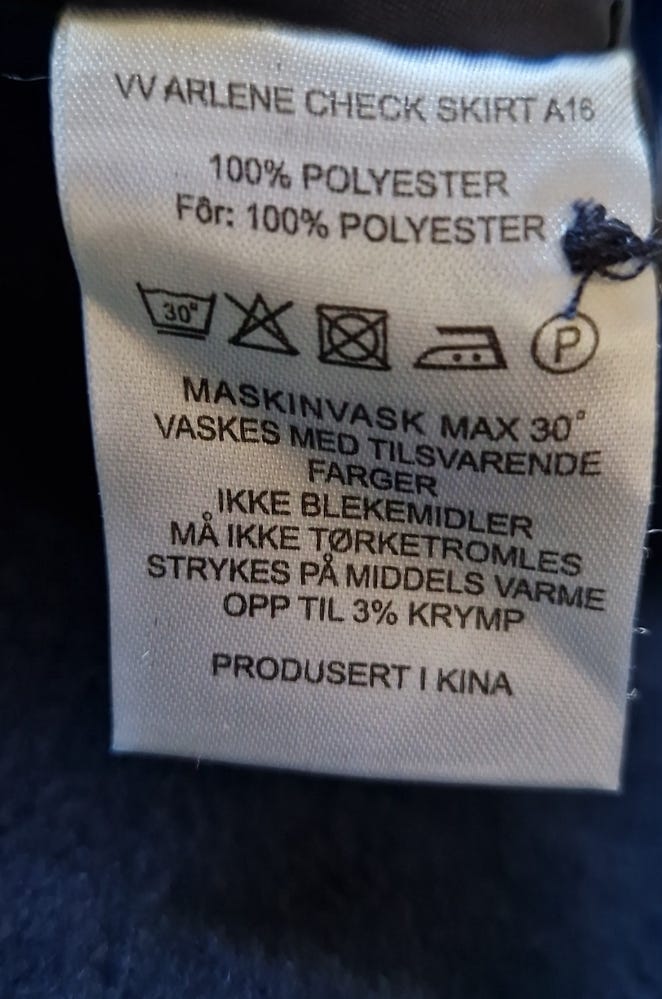 VV ARLENE CHECK SKIRT A16
100% POLYESTER
Fôr: 100% POLYESTER
30° P
MASKINVASK MAX 30°
VASKES MED TILSVARENDE
FARGER
IKKE BLEKEMIDLER
MÅ IKKE TØRKETROMLES
STRYKES PÅ MIDDELS VARME
OPP TIL 3% KRYMP
PRODUSERT I KINA